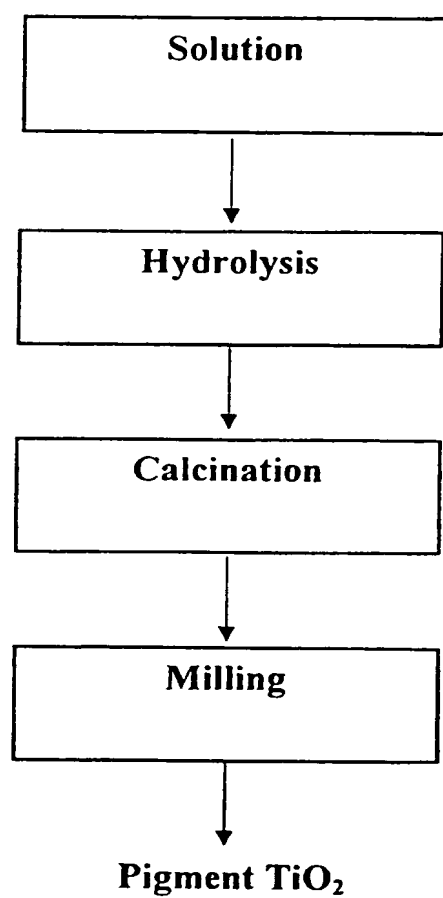 Solution
Hydrolysis
Calcination
Milling
Pigment TiO₂